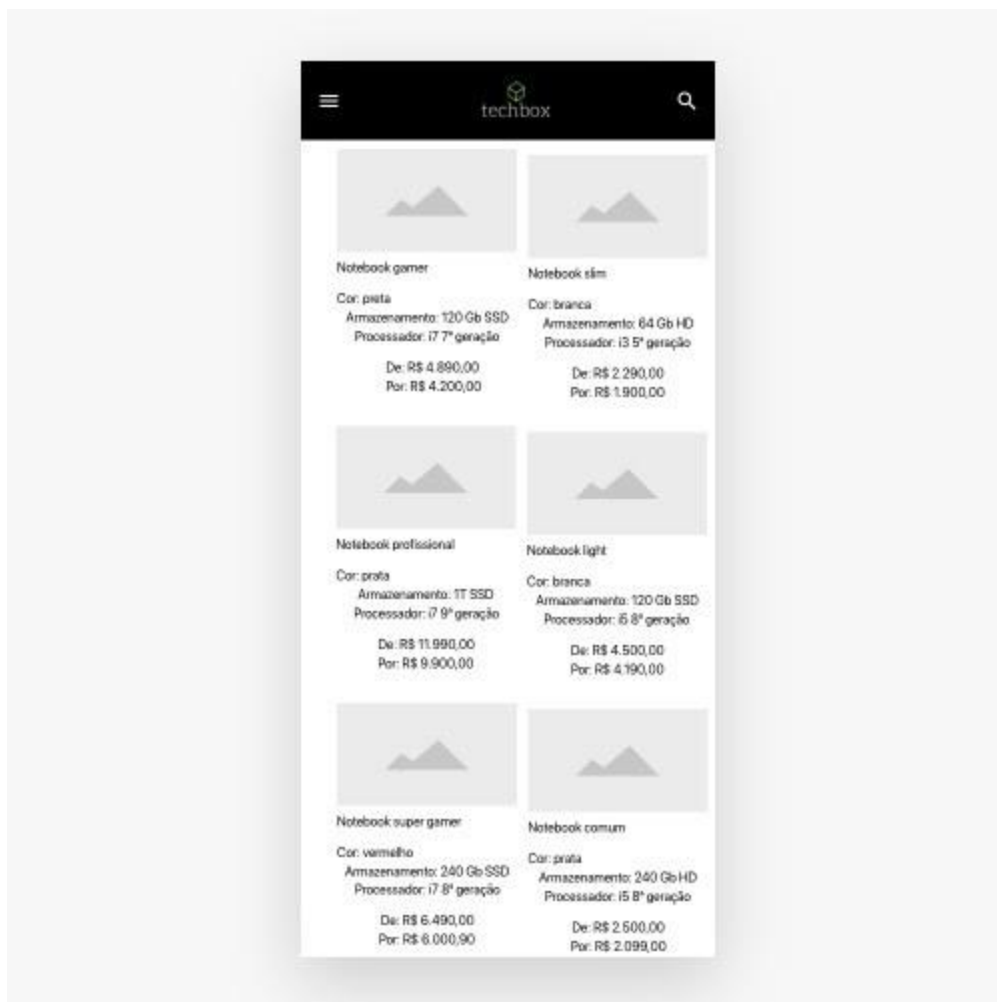 techbox
Notebook gamer
Cor: preta
Armazenamento: 120 Gb SSD
Processador: i7 7ª geração
De: R$ 4.890,00
Por: R$ 4.200,00
Notebook slim
Cor: branca
Armazenamento: 64 Gb HD
Processador: i3 5ª geração
De: R$ 2.290,00
Por: R$ 1.900,00
Notebook profissional
Cor: prata
Armazenamento: 1T SSD
Processador: i7 9ª geração
De: R$ 11.990,00
Por: R$ 9.900,00
Notebook light
Cor: branca
Armazenamento: 120 Gb SSD
Processador: i5 8ª geração
De: R$ 4.500,00
Por: R$ 4.190,00
Notebook super gamer
Cor: vermelho
Armazenamento: 240 Gb SSD
Processador: i7 8ª geração
De: R$ 6.490,00
Por: R$ 6.000,90
Notebook comum
Cor: prata
Armazenamento: 240 Gb HD
Processador: i5 8ª geração
De: R$ 2.500,00
Por: R$ 2.099,00